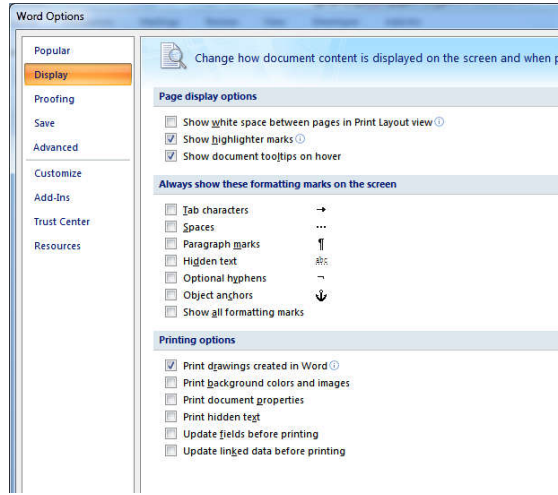 Word Options
Popular
Display
Proofing
Save
Advanced
Customize
Add-Ins
Trust Center
Resources
Change how document content is displayed on the screen and when p
Page display options
Show white space between pages in Print Layout view
Show highlighter marks
Show document tooltips on hover
Always show these formatting marks on the screen
Tab characters →
Spaces ...
Paragraph marks ¶
Hidden text abc
Optional hyphens ¬
Object anchors
Show all formatting marks
Printing options
Print drawings created in Word
Print background colors and images
Print document properties
Print hidden text
Update fields before printing
Update linked data before printing